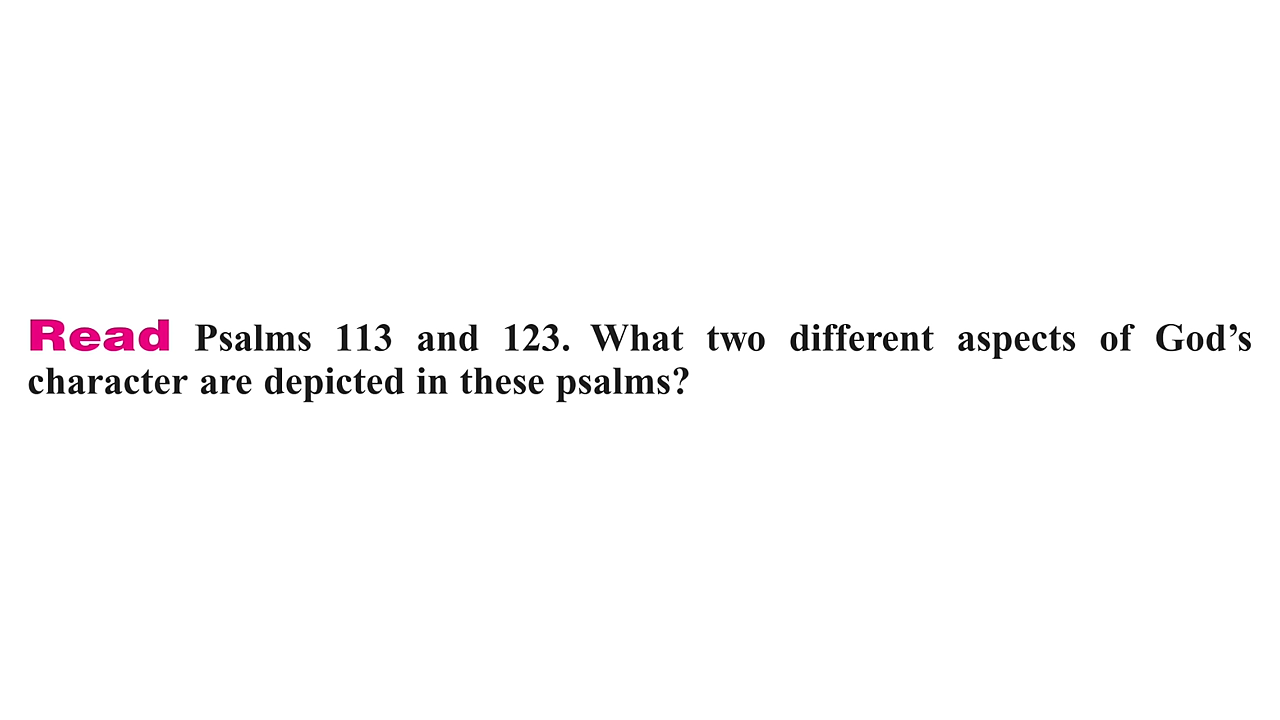 Read Psalms 113 and 123. What two different aspects of God’s
character are depicted in these psalms?